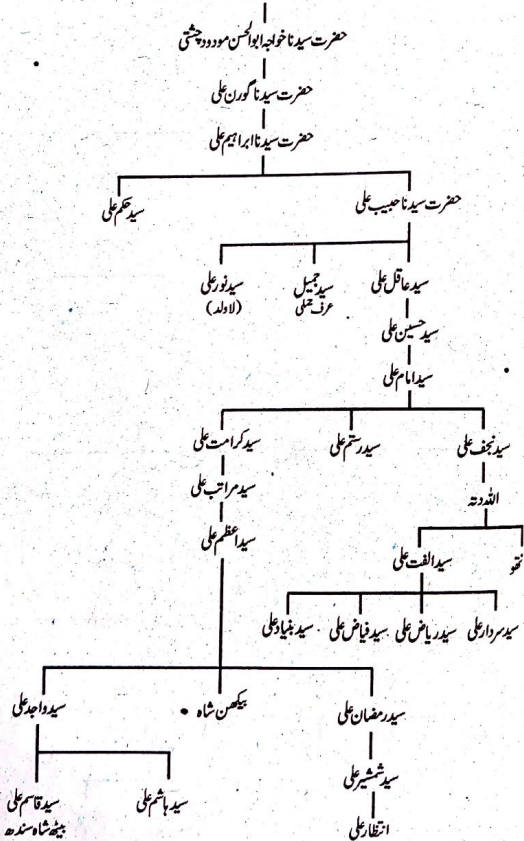 حضرت سیدنا خواجہ ابوالحسن مودود چشتی
حضرت سیدنا گورن علی
حضرت سیدنا ابراہیم علی
حضرت سیدنا حبیب علی
سید حکم علی
سید عاقل علی
سید جمیل
عرف جملی
سید نور علی
(لاولد)
سید حسین علی
سید امام علی
سید نجف علی
سید رستم علی
سید کرامت علی
اللہ دتہ
سید مراتب علی
سید اعظم علی
نتھو
سید الفت علی
سید سردار علی
سید ریاض علی
سید فیاض علی
سید بنیاد علی
سید رمضان علی
بیکھن شاہ
سید واجد علی
سید شمشیر علی
سید ہاشم علی
سید قاسم علی
بیٹھ شاہ سندھ
انتظار علی